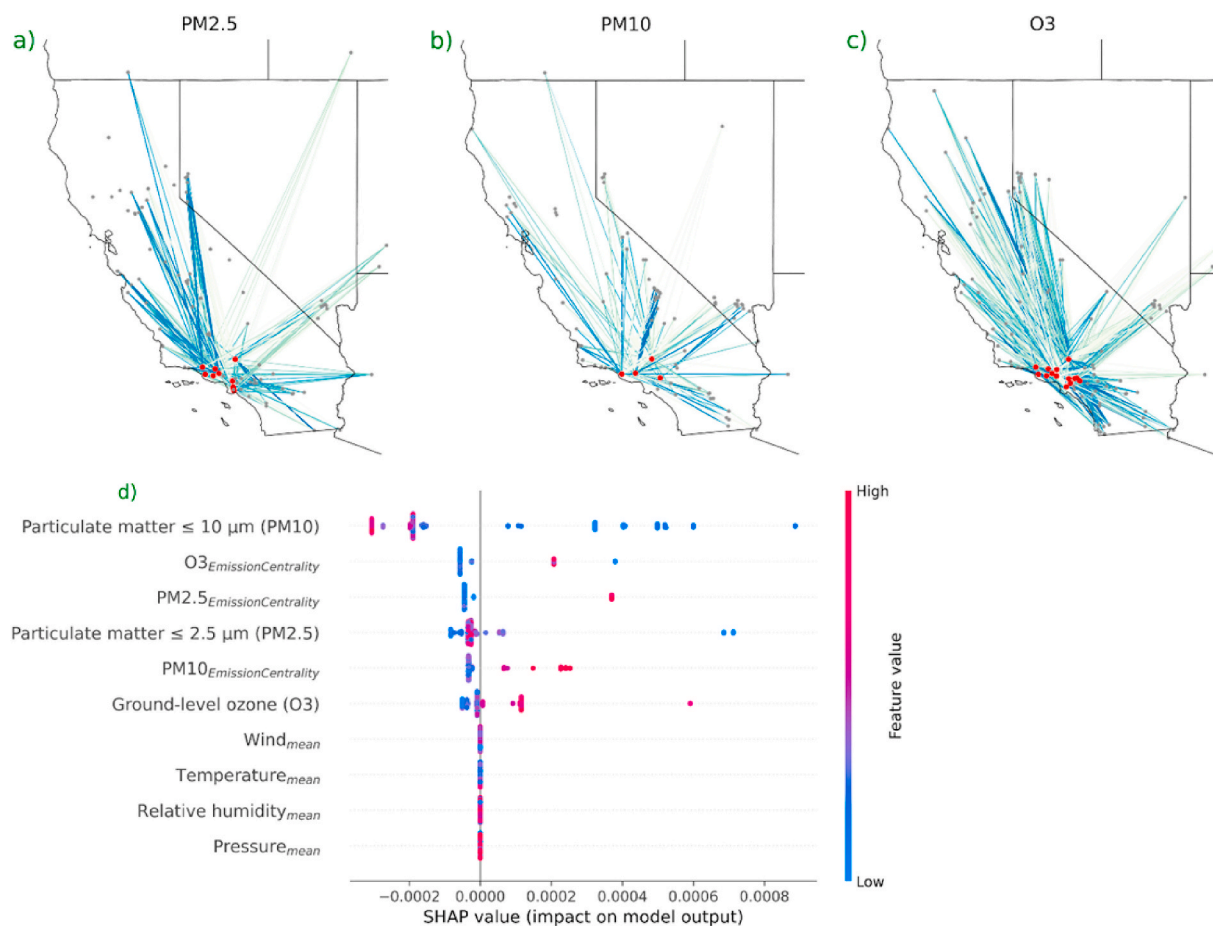 PM2.5
PM10
O3
a)
b)
c)
d)
High
Particulate matter ≤ 10 μm (PM10)
O3EmissionCentrality
PM2.5EmissionCentrality
Particulate matter ≤ 2.5 μm (PM2.5)
PM10EmissionCentrality
Ground-level ozone (O3)
Windmean
Temperaturemean
Relative humiditymean
Pressuremean
Feature value
Low
−0.0002 0.0000 0.0002 0.0004 0.0006 0.0008
SHAP value (impact on model output)